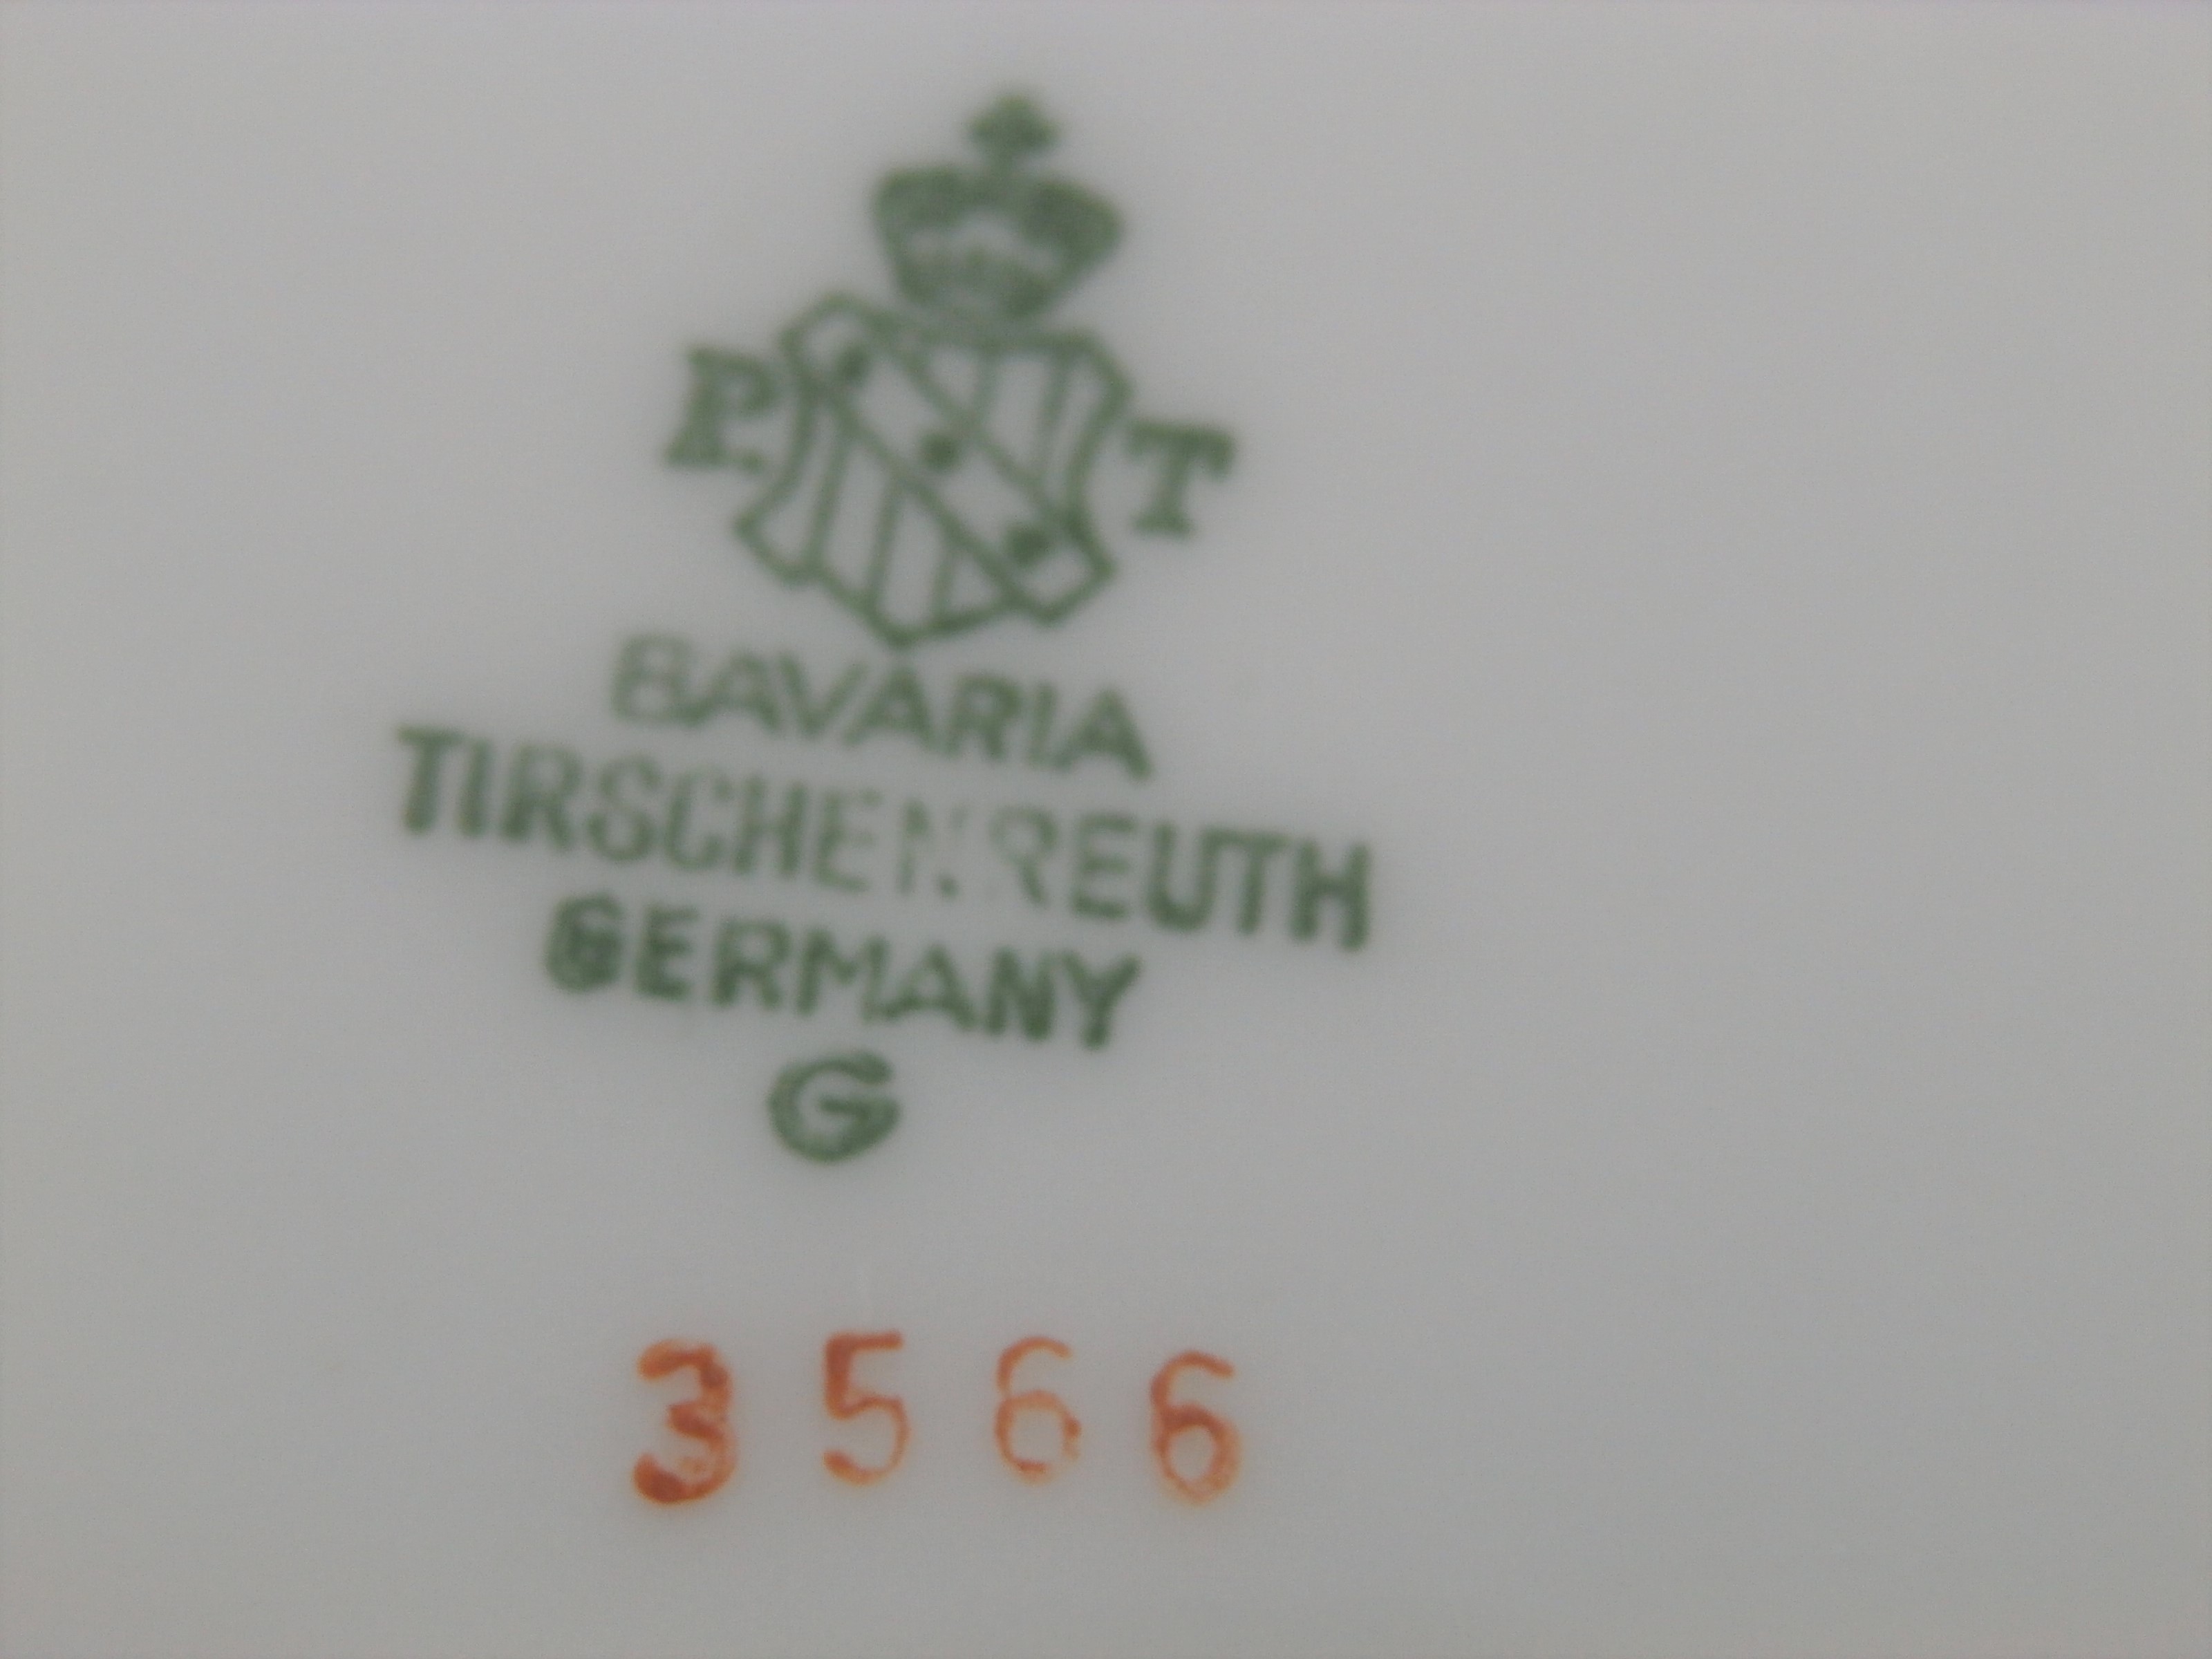 P. T
BAVARIA
TIRSCHENREUTH
GERMANY
G
3566